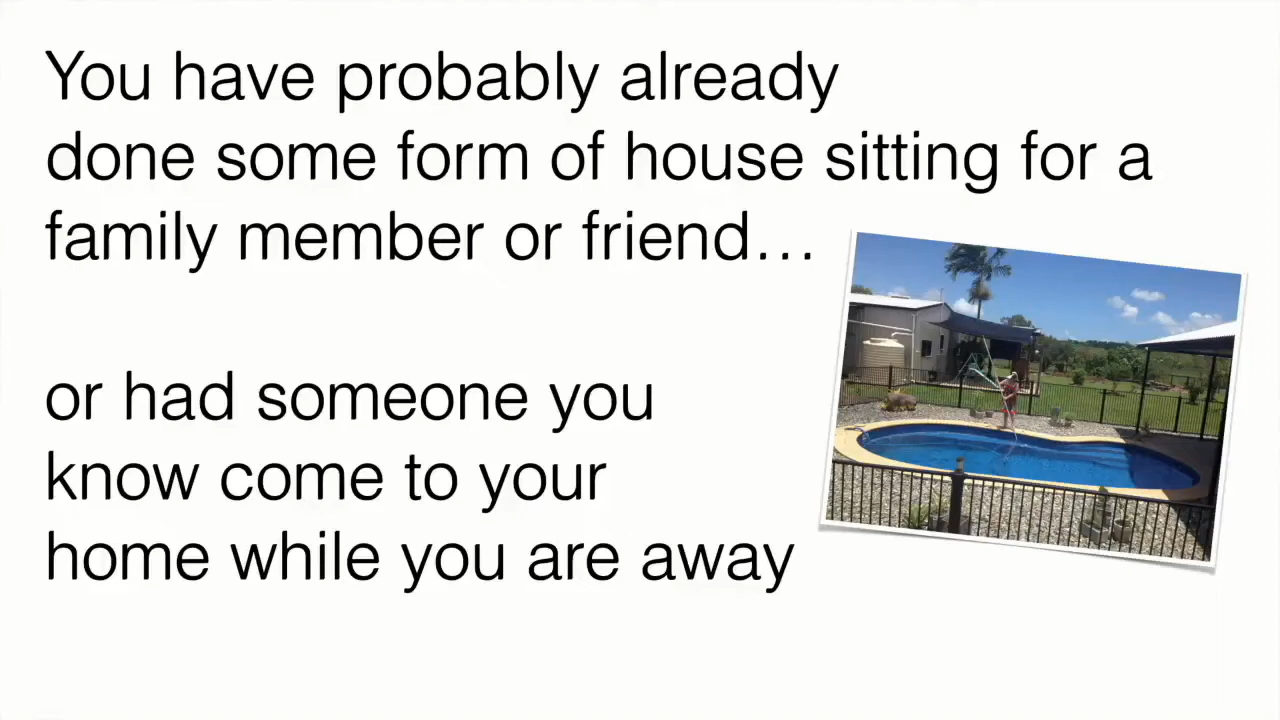 You have probably already
done some form of house sitting for a
family member or friend…
or had someone you
know come to your
home while you are away